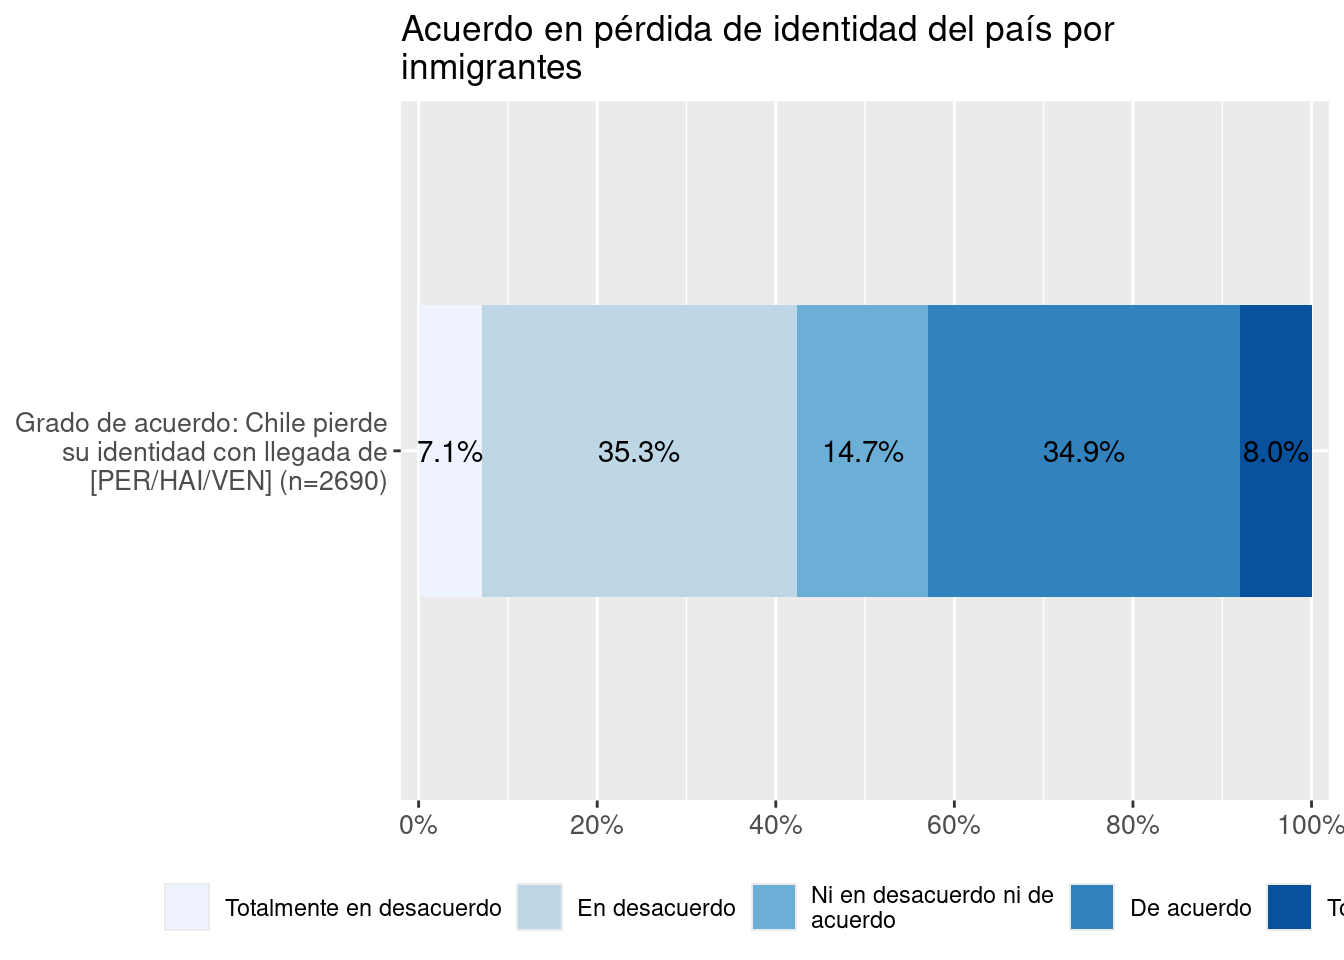 Acuerdo en pérdida de identidad del país por
inmigrantes
Grado de acuerdo: Chile pierde
su identidad con llegada de
[PER/HAI/VEN] (n=2690)
7.1% 35.3% 14.7% 34.9% 8.0%
0% 20% 40% 60% 80% 100%
Totalmente en desacuerdo En desacuerdo Ni en desacuerdo ni de
acuerdo De acuerdo